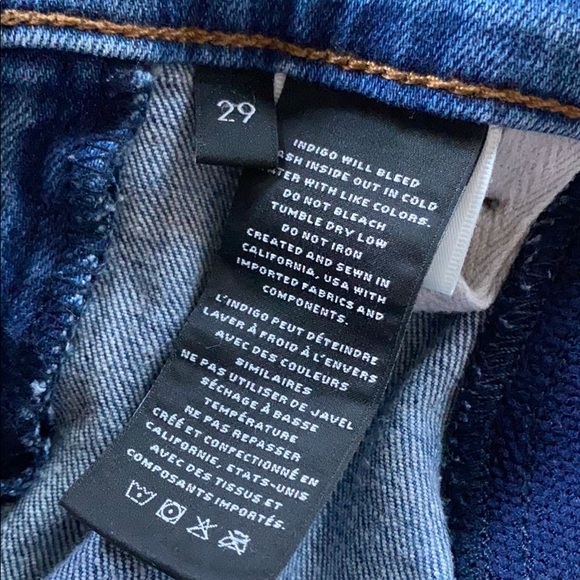 29
INDIGO WILL BLEED
ASH INSIDE OUT IN COLD
ATER WITH LIKE COLORS.
DO NOT BLEACH
TUMBLE DRY LOW
DO NOT IRON
CREATED AND SEWN IN
CALIFORNIA, USA WITH
IMPORTED FABRICS AND
COMPONENTS.
L'INDIGO PEUT DÉTEINDRE
LAVER À FROID À L'ENVERS
AVEC DES COULEURS
SIMILAIRES
NE PAS UTILISER DE JAVEL
SÉCHAGE À BASSE
TEMPÉRATURE
NE PAS REPASSER
CRÉÉ ET CONFECTIONNÉ EN
CALIFORNIE, ETATS-UNIS
AVEC DES TISSUS ET
COMPOSANTS IMPORTÉS.